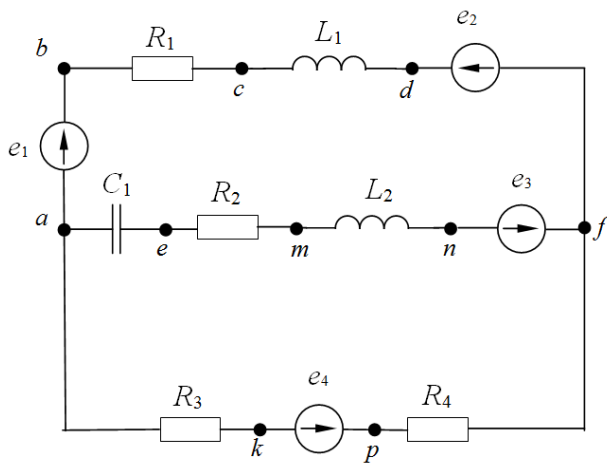 b R₁ L₁ e₂
c d
e₁
C₁ R₂ L₂ e₃
a f
e m n
R₃ e₄ R₄
k p